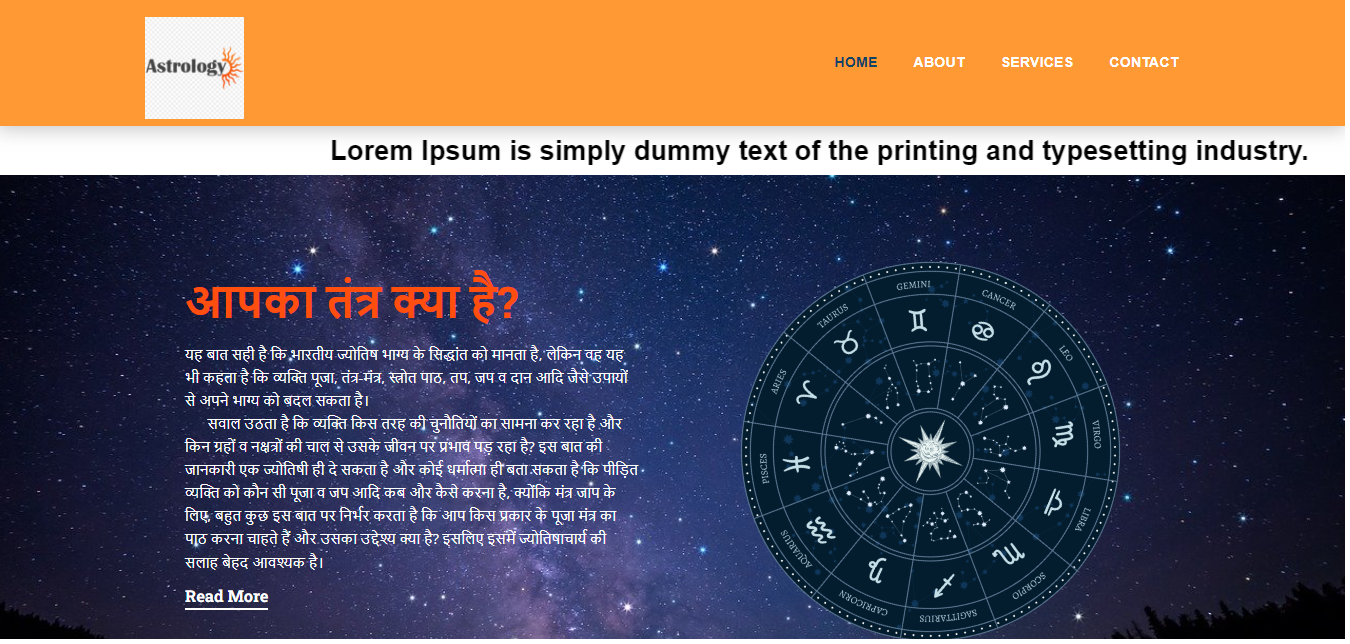 Astrology
HOME ABOUT SERVICES CONTACT
Lorem Ipsum is simply dummy text of the printing and typesetting industry.
आपका तंत्र क्या है?
यह बात सही है कि भारतीय ज्योतिष भाग्य के सिद्धांत को मानता है, लेकिन वह यह
भी कहता है कि व्यक्ति पूजा, तंत्र-मंत्र, स्त्रोत पाठ, तप, जप व दान आदि जैसे उपायों
से अपने भाग्य को बदल सकता है।
सवाल उठता है कि व्यक्ति किस तरह की चुनौतियों का सामना कर रहा है और
किन ग्रहों व नक्षत्रों की चाल से उसके जीवन पर प्रभाव पड़ रहा है? इस बात की
जानकारी एक ज्योतिषी ही दे सकता है और कोई धर्मात्मा ही बता सकता है कि पीड़ित
व्यक्ति को कौन सी पूजा व जप आदि कब और कैसे करना है, क्योंकि मंत्र जाप के
लिए, बहुत कुछ इस बात पर निर्भर करता है कि आप किस प्रकार के पूजा मंत्र का
पाठ करना चाहते हैं और उसका उद्देश्य क्या है? इसलिए इसमें ज्योतिषाचार्य की
सलाह बेहद आवश्यक है।
Read More
GEMINI
CANCER
LEO
VIRGO
LIBRA
SCORPIO
SAGITTARIUS
CAPRICORN
AQUARIUS
PISCES
ARIES
TAURUS